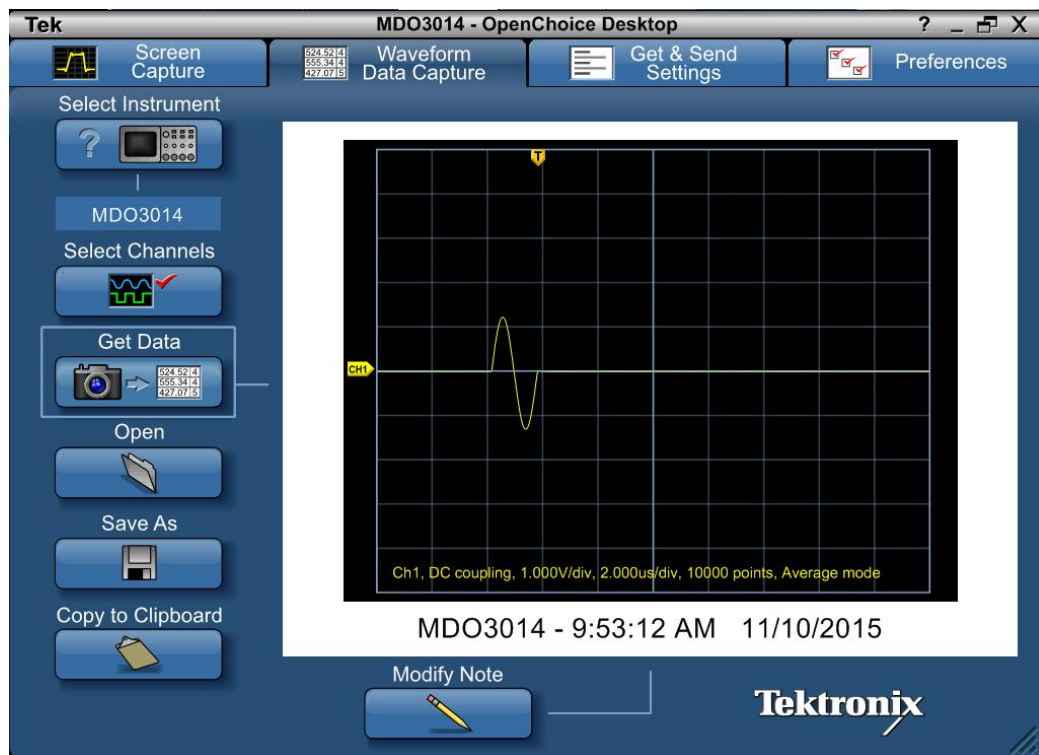 Tek
MDO3014 - OpenChoice Desktop
? _ X
Screen
Capture
524.52 4
555.34 4
427.07 5
Waveform
Data Capture
Get & Send
Settings
Preferences
Select Instrument
?
MDO3014
Select Channels
Get Data
524.52 4
555.34 4
427.07 5
Open
Save As
Copy to Clipboard
T
CH1
Ch1, DC coupling, 1.000V/div, 2.000us/div, 10000 points, Average mode
MDO3014 - 9:53:12 AM 11/10/2015
Modify Note
Tektronix